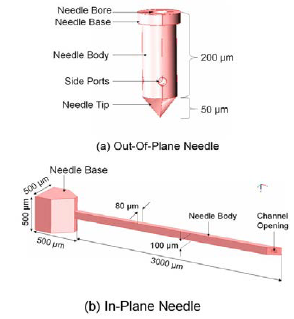 Needle Bore
Needle Base
Needle Body
200 µm
Side Ports
Needle Tip
50 µm
(a) Out-Of-Plane Needle
Needle Base
500 µm
80 µm
500 µm
Needle Body
Channel
Opening
500 µm
100 µm
3000 µm
(b) In-Plane Needle